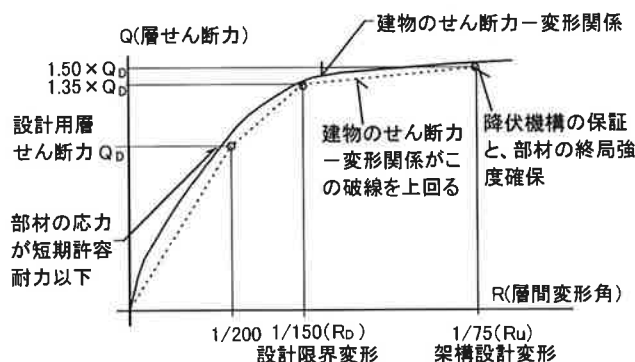 Q(層せん断力)
建物のせん断力－変形関係
1.50×QD
1.35×QD
設計用層
せん断力 QD
建物のせん断力
－変形関係がこ
の破線を上回る
降伏機構の保証
と、部材の終局強
度確保
部材の応力
が短期許容
耐力以下
R(層間変形角)
1/200
1/150(RD)
設計限界変形
1/75(Ru)
架構設計変形